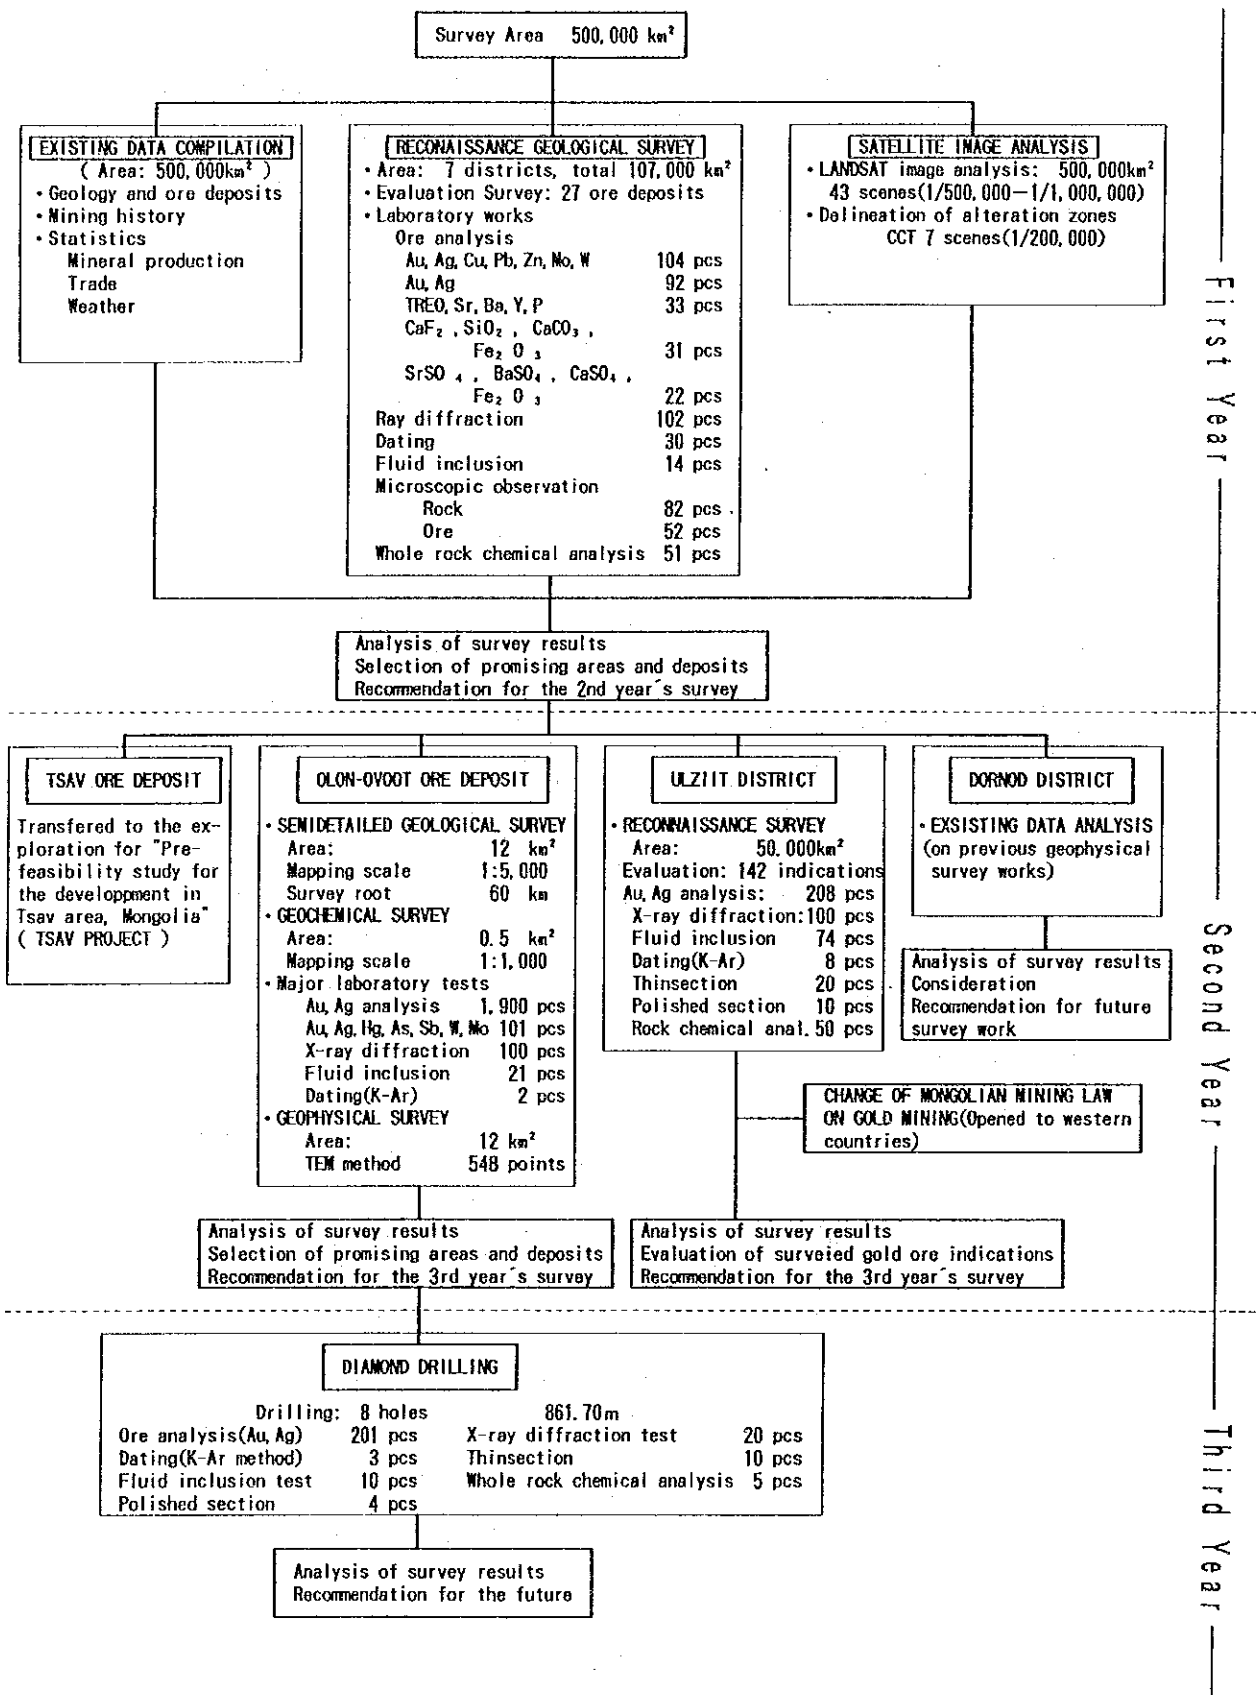 Survey Area 500,000 km²
EXISTING DATA COMPILATION
( Area: 500,000km² )
・Geology and ore deposits
・Mining history
・Statistics
Mineral production
Trade
Weather
RECONAISSANCE GEOLOGICAL SURVEY
・Area: 7 districts, total 107,000 km²
・Evaluation Survey: 27 ore deposits
・Laboratory works
Ore analysis
Au, Ag, Cu, Pb, Zn, Mo, W 104 pcs
Au, Ag 92 pcs
TREO, Sr, Ba, Y, P 33 pcs
CaF₂ , SiO₂ , CaCO₃ ,
Fe₂ O ₃ 31 pcs
SrSO ₄ , BaSO₄ , CaSO₄ ,
Fe₂ O ₃ 22 pcs
Ray diffraction 102 pcs
Dating 30 pcs
Fluid inclusion 14 pcs
Microscopic observation
Rock 82 pcs
Ore 52 pcs
Whole rock chemical analysis 51 pcs
SATELLITE IMAGE ANALYSIS
・LANDSAT image analysis: 500,000km²
43 scenes(1/500,000−1/1,000,000)
・Delineation of alteration zones
CCT 7 scenes(1/200,000)
First Year
Analysis of survey results
Selection of promising areas and deposits
Recommendation for the 2nd year's survey
TSAV ORE DEPOSIT
Transfered to the ex-
ploration for "Pre-
feasibility study for
the developpment in
Tsav area, Mongolia"
( TSAV PROJECT )
OLON-OVOOT ORE DEPOSIT
・SEMIDETAILED GEOLOGICAL SURVEY
Area: 12 km²
Mapping scale 1:5,000
Survey root 60 km
・GEOCHEMICAL SURVEY
Area: 0.5 km²
Mapping scale 1:1,000
・Major laboratory tests
Au, Ag analysis 1,900 pcs
Au, Ag, Hg, As, Sb, W, Mo 101 pcs
X-ray diffraction 100 pcs
Fluid inclusion 21 pcs
Dating(K-Ar) 2 pcs
・GEOPHYSICAL SURVEY
Area: 12 km²
TEM method 548 points
ULZIIT DISTRICT
・RECONNAISSANCE SURVEY
Area: 50.000km²
Evaluation: 142 indications
Au, Ag analysis: 208 pcs
X-ray diffraction:100 pcs
Fluid inclusion 74 pcs
Dating(K-Ar) 8 pcs
Thinsection 20 pcs
Polished section 10 pcs
Rock chemical anal. 50 pcs
DORNOD DISTRICT
・EXSISTING DATA ANALYSIS
(on previous geophysical
survey works)
Analysis of survey results
Consideration
Recommendation for future
survey work
CHANGE OF MONGOLIAN MINING LAW
ON GOLD MINING(Opened to western
countries)
Second Year
Analysis of survey results
Selection of promising areas and deposits
Recommendation for the 3rd year's survey
Analysis of survey results
Evaluation of surveied gold ore indications
Recommendation for the 3rd year's survey
DIAMOND DRILLING
Drilling: 8 holes 861.70m
Ore analysis(Au, Ag) 201 pcs X-ray diffraction test 20 pcs
Dating(K-Ar method) 3 pcs Thinsection 10 pcs
Fluid inclusion test 10 pcs Whole rock chemical analysis 5 pcs
Polished section 4 pcs
Analysis of survey results
Recommendation for the future
Third Year